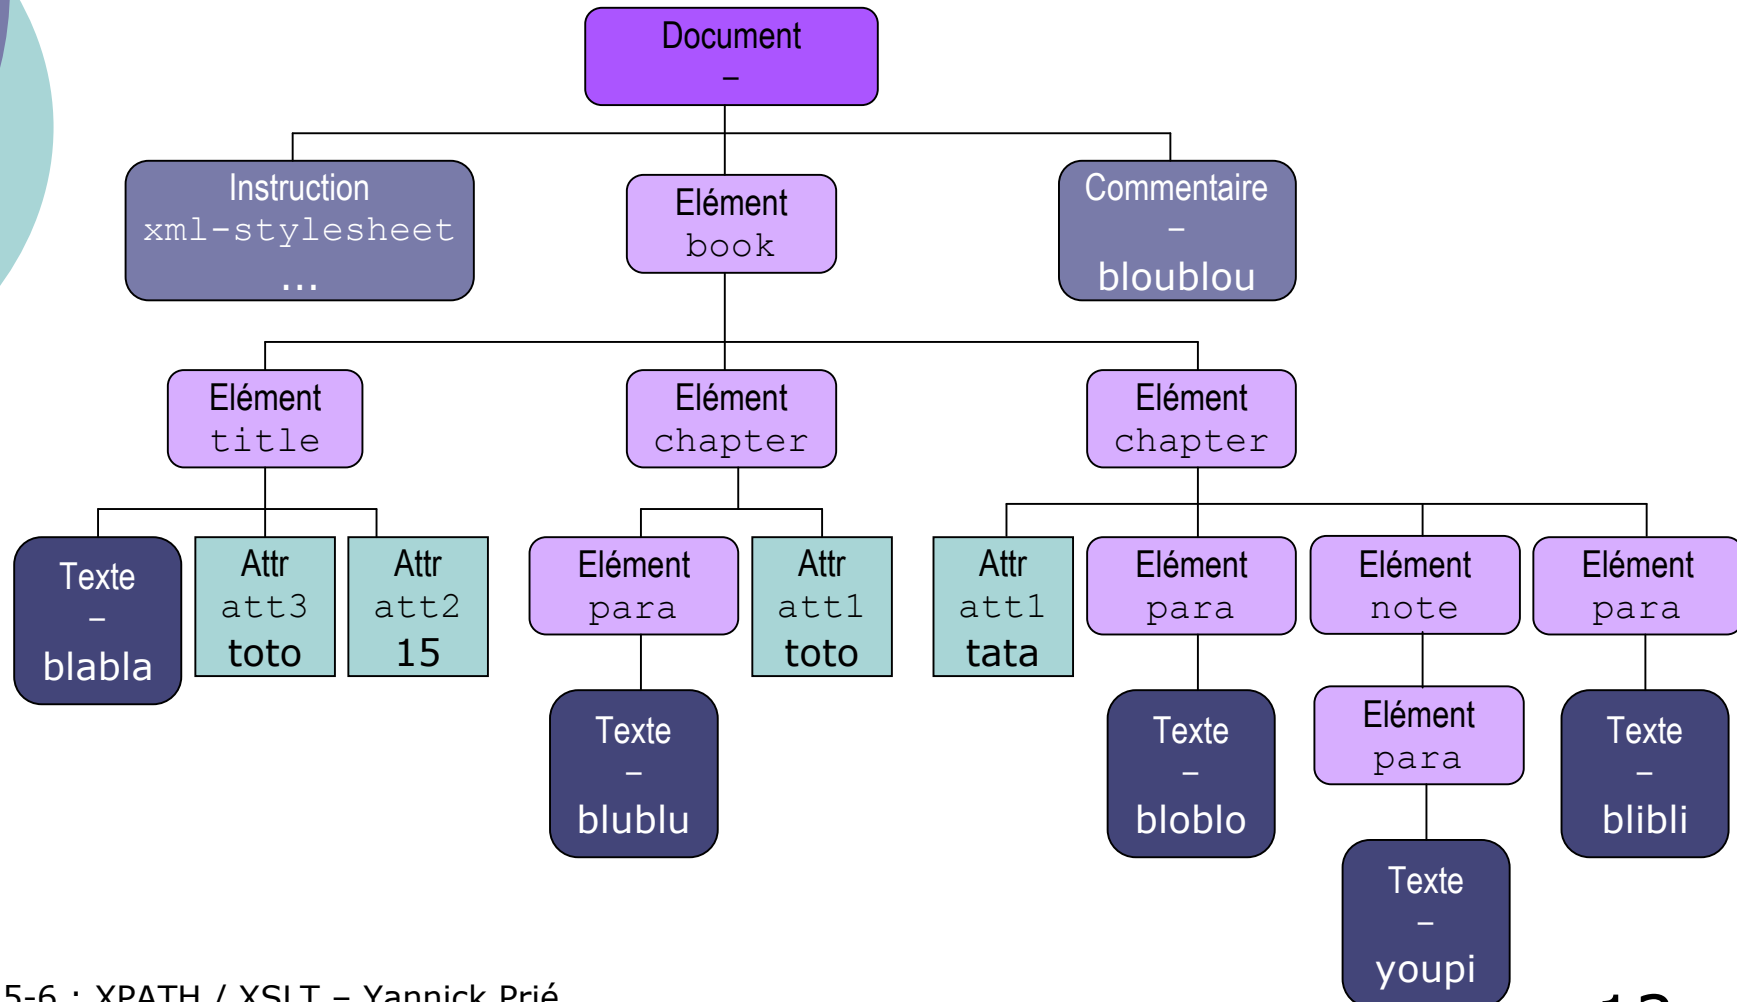 Document
–
Instruction
xml-stylesheet
...
Elément
book
Commentaire
–
bloublou
Elément
title
Elément
chapter
Elément
chapter
Texte
–
blabla
Attr
att3
toto
Attr
att2
15
Elément
para
Attr
att1
toto
Attr
att1
tata
Elément
para
Elément
note
Elément
para
Texte
–
blublu
Texte
–
bloblo
Elément
para
Texte
–
blibli
Texte
–
youpi
5-6 : XPATH / XSLT – Yannick Prié